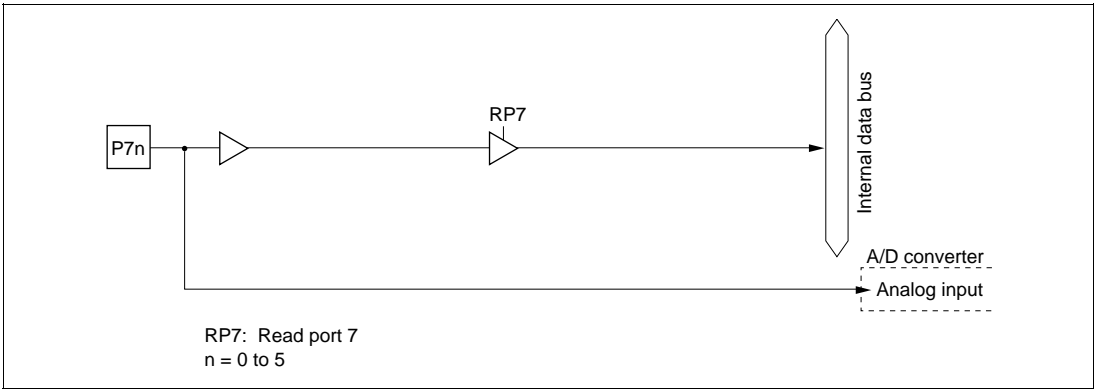 RP7
P7n
Internal data bus
A/D converter
Analog input
RP7: Read port 7
n = 0 to 5